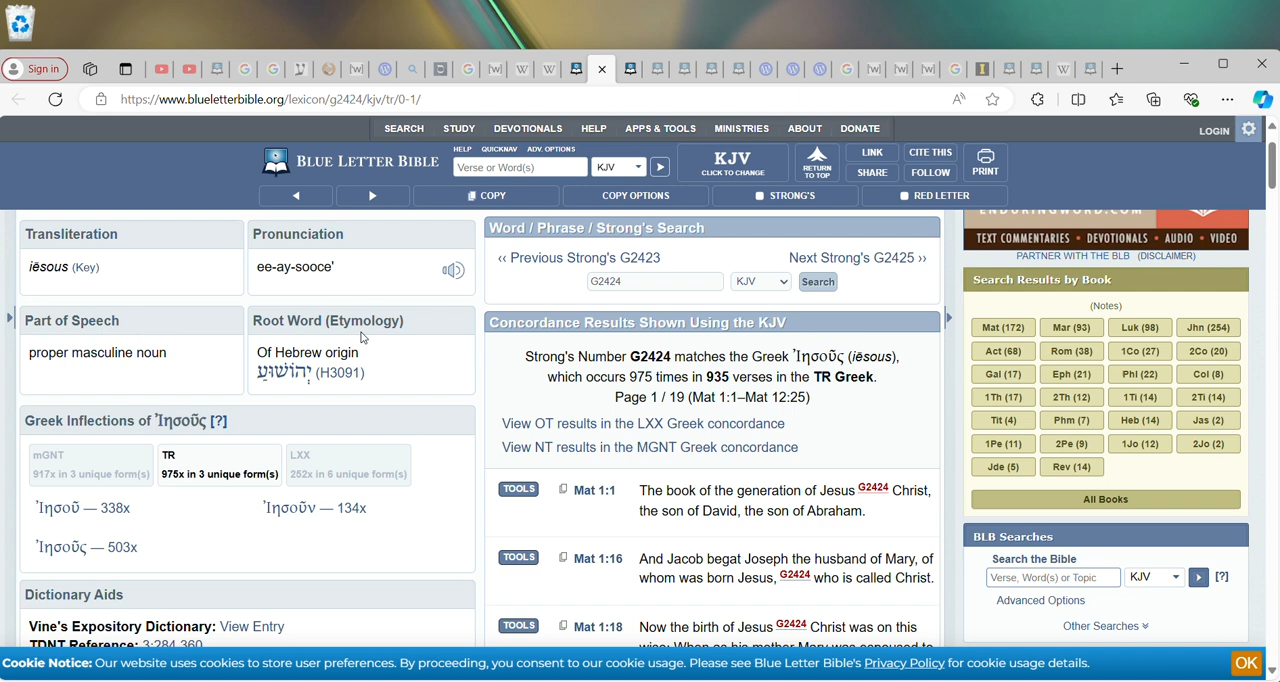 Sign in
https://www.blueletterbible.org/lexicon/g2424/kjv/tr/0-1/
SEARCH STUDY DEVOTIONALS HELP APPS & TOOLS MINISTRIES ABOUT DONATE
LOGIN
BLUE LETTER BIBLE
HELP QUICKNAV ADV. OPTIONS
Verse or Word(s) KJV
KJV
CLICK TO CHANGE
RETURN
TO TOP
LINK CITE THIS
SHARE FOLLOW
PRINT
COPY COPY OPTIONS STRONG'S RED LETTER
Transliteration
iēsous (Key)
Pronunciation
ee-ay-sooce'
Part of Speech
proper masculine noun
Root Word (Etymology)
Of Hebrew origin
יְהוֹשׁוּעַ (H3091)
Greek Inflections of Ἰησοῦς [?]
mGNT
917x in 3 unique form(s)
TR
975x in 3 unique form(s)
LXX
252x in 6 unique form(s)
Ἰησοῦ — 338x
Ἰησοῦν — 134x
Ἰησοῦς — 503x
Dictionary Aids
Vine's Expository Dictionary: View Entry
TDNT Reference: 3:284,360
Word / Phrase / Strong's Search
‹‹ Previous Strong's G2423
Next Strong's G2425 ››
G2424 KJV Search
Concordance Results Shown Using the KJV
Strong's Number G2424 matches the Greek Ἰησοῦς (iēsous),
which occurs 975 times in 935 verses in the TR Greek.
Page 1 / 19 (Mat 1:1–Mat 12:25)
View OT results in the LXX Greek concordance
View NT results in the MGNT Greek concordance
TOOLS Mat 1:1 The book of the generation of Jesus G2424 Christ,
the son of David, the son of Abraham.
TOOLS Mat 1:16 And Jacob begat Joseph the husband of Mary, of
whom was born Jesus, G2424 who is called Christ.
TOOLS Mat 1:18 Now the birth of Jesus G2424 Christ was on this
wise: When as his mother Mary was espoused to
ENDURINGWORD.COM
TEXT COMMENTARIES • DEVOTIONALS • AUDIO • VIDEO
PARTNER WITH THE BLB (DISCLAIMER)
Search Results by Book
(Notes)
Mat (172) Mar (93) Luk (98) Jhn (254)
Act (68) Rom (38) 1Co (27) 2Co (20)
Gal (17) Eph (21) Phl (22) Col (8)
1Th (17) 2Th (12) 1Ti (14) 2Ti (14)
Tit (4) Phm (7) Heb (14) Jas (2)
1Pe (11) 2Pe (9) 1Jo (12) 2Jo (2)
Jde (5) Rev (14)
All Books
BLB Searches
Search the Bible
Verse, Word(s) or Topic KJV [?]
Advanced Options
Other Searches
Cookie Notice: Our website uses cookies to store user preferences. By proceeding, you consent to our cookie usage. Please see Blue Letter Bible's Privacy Policy for cookie usage details.
OK